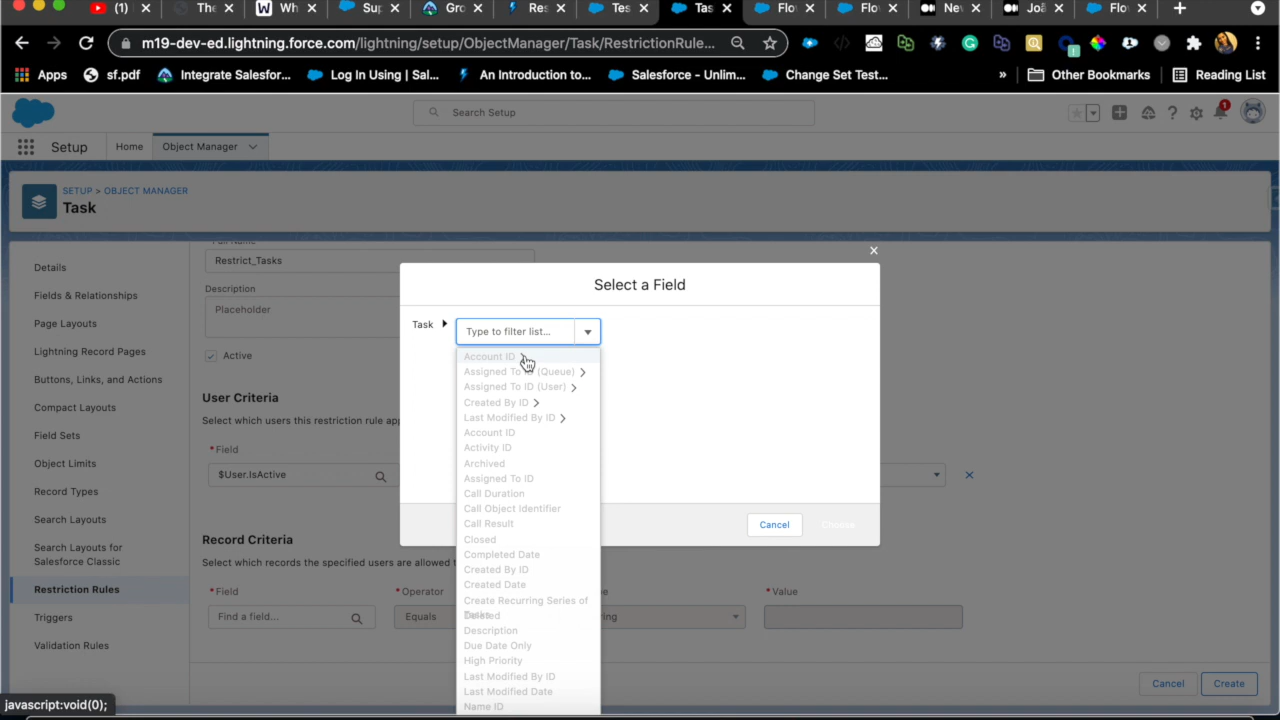 (1)
The
Wh
Sup
Gro
Res
Tes
Tas
Flo
Flo
Nev
Joã
Flo
m19-dev-ed.lightning.force.com/lightning/setup/ObjectManager/Task/RestrictionRule...
Apps
sf.pdf
Integrate Salesfor...
Log In Using | Sal...
An Introduction to...
Salesforce - Unlim...
Change Set Test...
»
Other Bookmarks
Reading List
Search Setup
1
Setup
Home
Object Manager
SETUP > OBJECT MANAGER
Task
Details
Fields & Relationships
Page Layouts
Lightning Record Pages
Buttons, Links, and Actions
Compact Layouts
Field Sets
Object Limits
Record Types
Search Layouts
Search Layouts for
Salesforce Classic
Restriction Rules
Triggers
Validation Rules
Full Name
Restrict_Tasks
Description
Placeholder
Active
User Criteria
Select which users this restriction rule app
* Field
$User.IsActive
Record Criteria
Select which records the specified users are allowed t
* Field
* Operator
* Value
Find a field...
Equals
Select a Field
Task
Type to filter list...
Account ID
Assigned To ID (Queue)
Assigned To ID (User)
Created By ID
Last Modified By ID
Account ID
Activity ID
Archived
Assigned To ID
Call Duration
Call Object Identifier
Call Result
Closed
Completed Date
Created By ID
Created Date
Create Recurring Series of
Tasks
Deleted
Description
Due Date Only
High Priority
Last Modified By ID
Last Modified Date
Name ID
Cancel
Choose
Cancel
Create
javascript:void(0);